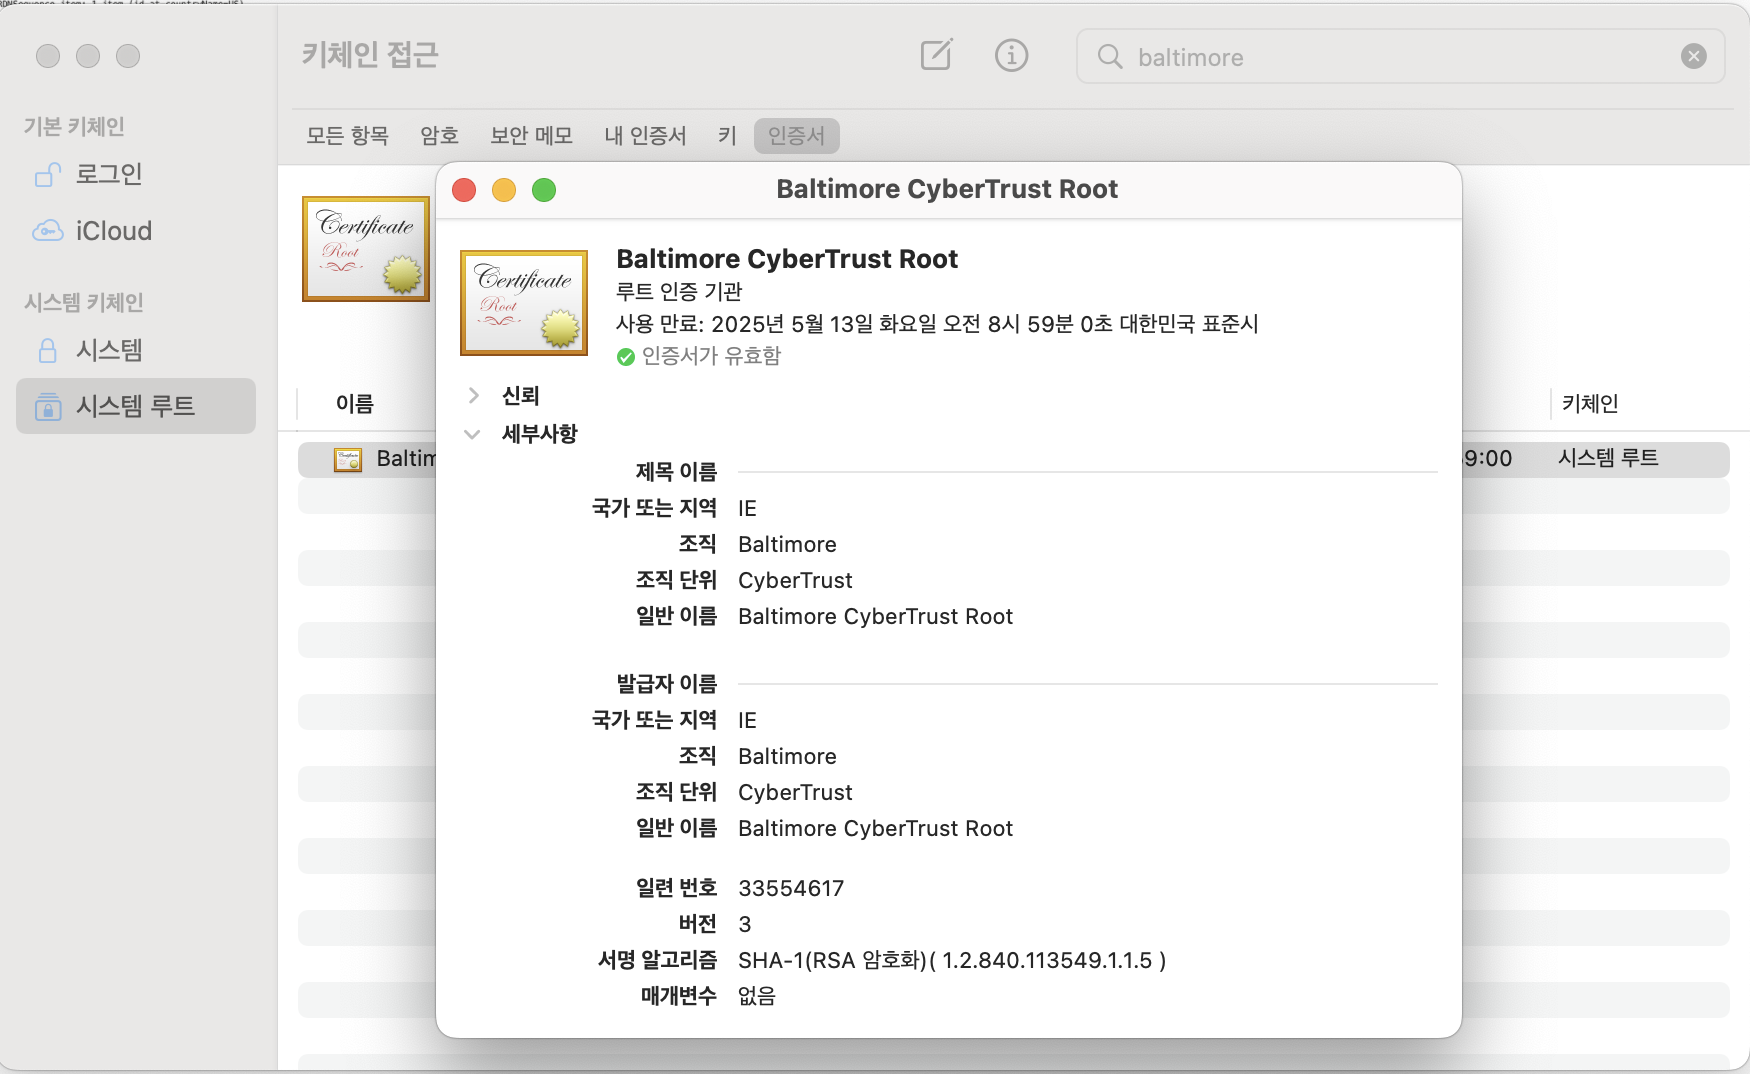 키체인 접근
baltimore
모든 항목 암호 보안 메모 내 인증서 키 인증서
기본 키체인
로그인
iCloud
시스템 키체인
시스템
시스템 루트
Certificate
Root
이름
키체인
Baltim
9:00
시스템 루트
Baltimore CyberTrust Root
Certificate
Root
Baltimore CyberTrust Root
루트 인증 기관
사용 만료: 2025년 5월 13일 화요일 오전 8시 59분 0초 대한민국 표준시
인증서가 유효함
신뢰
세부사항
제목 이름
국가 또는 지역 IE
조직 Baltimore
조직 단위 CyberTrust
일반 이름 Baltimore CyberTrust Root
발급자 이름
국가 또는 지역 IE
조직 Baltimore
조직 단위 CyberTrust
일반 이름 Baltimore CyberTrust Root
일련 번호 33554617
버전 3
서명 알고리즘 SHA-1(RSA 암호화)( 1.2.840.113549.1.1.5 )
매개변수 없음